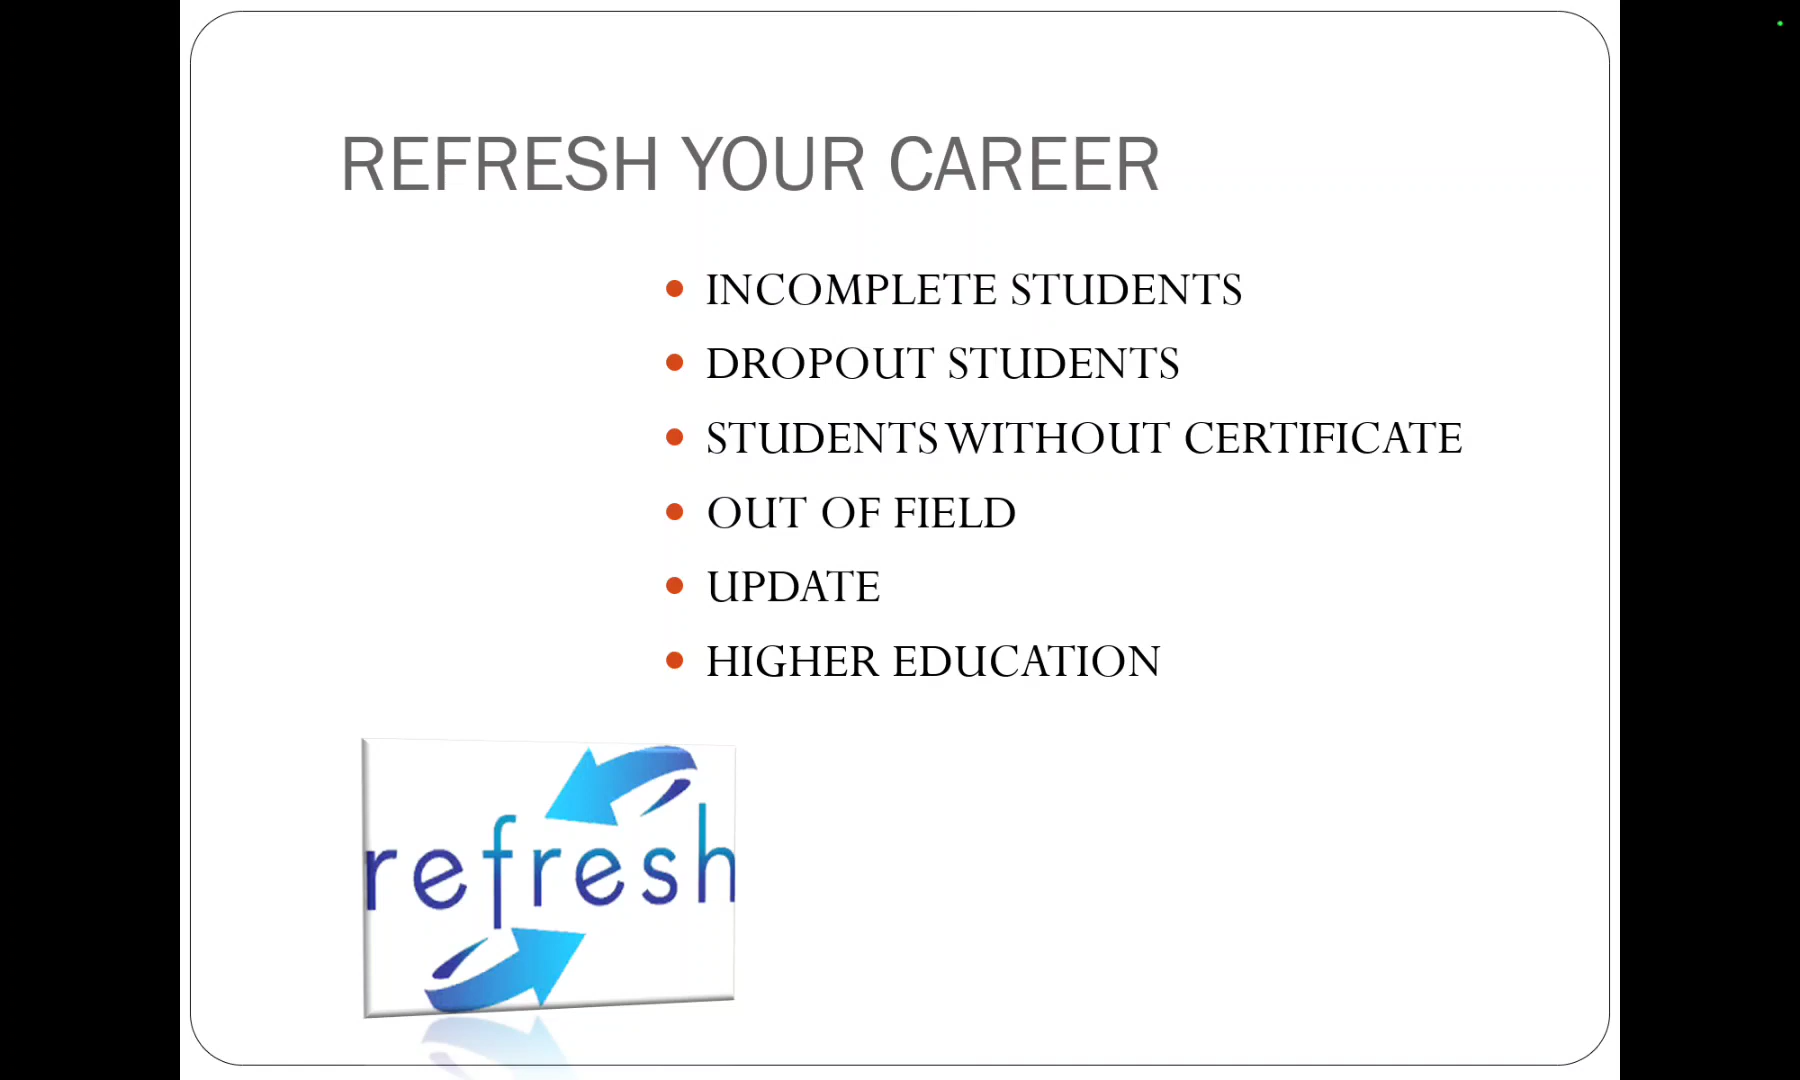 REFRESH YOUR CAREER
INCOMPLETE STUDENTS
DROPOUT STUDENTS
STUDENTS WITHOUT CERTIFICATE
OUT OF FIELD
UPDATE
HIGHER EDUCATION
refresh